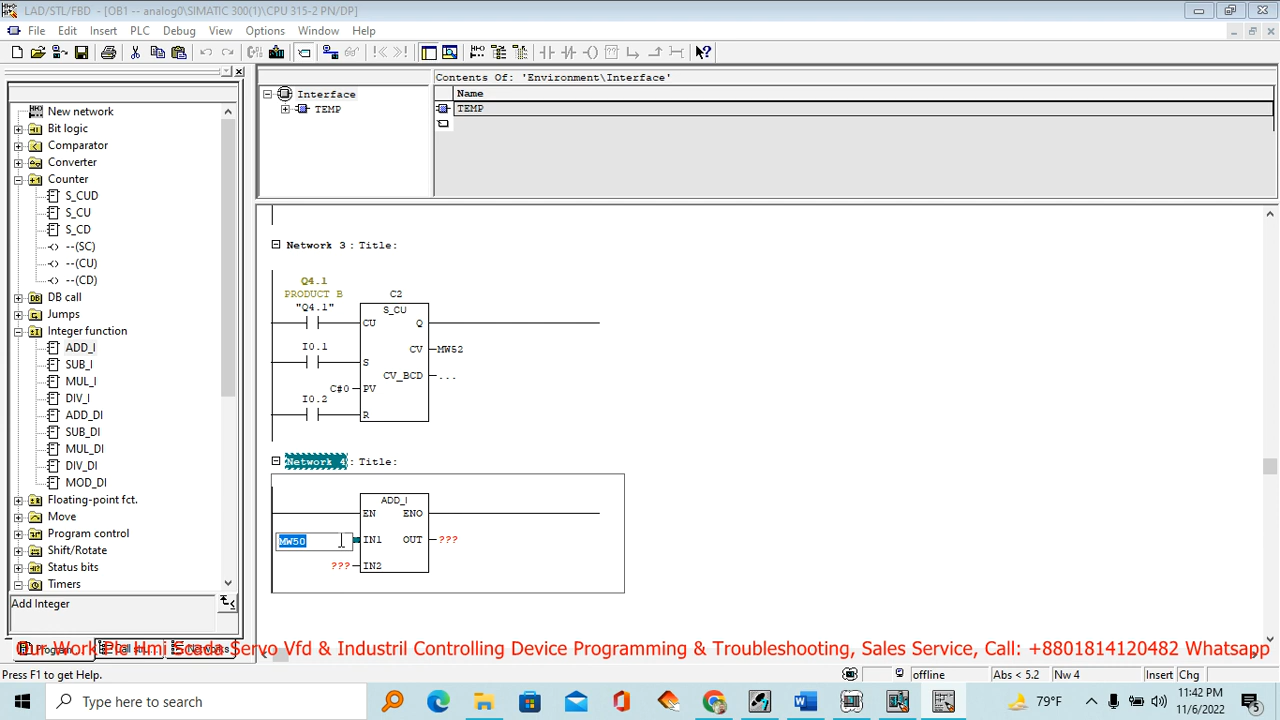 LAD/STL/FBD - [OB1 -- analog0\SIMATIC 300(1)\CPU 315-2 PN/DP]
File Edit Insert PLC Debug View Options Window Help
Contents Of: 'Environment\Interface'
Interface
TEMP
Name
TEMP
New network
Bit logic
Comparator
Converter
Counter
S_CUD
S_CU
S_CD
--(SC)
--(CU)
--(CD)
DB call
Jumps
Integer function
ADD_I
SUB_I
MUL_I
DIV_I
ADD_DI
SUB_DI
MUL_DI
DIV_DI
MOD_DI
Floating-point fct.
Move
Program control
Shift/Rotate
Status bits
Timers
Add Integer
Network 3 : Title:
Q4.1
PRODUCT B
"Q4.1"
C2
S_CU
CU Q
I0.1
S
CV MW52
CV_BCD ...
C#0 PV
I0.2
R
Network 4 : Title:
ADD_I
EN ENO
MW50 IN1 OUT ???
??? IN2
Our Work Plc Hmi Scada Servo Vfd & Industril Controlling Device Programming & Troubleshooting, Sales Service, Call: +8801814120482 Whatsapp
Press F1 to get Help.
offline
Abs < 5.2
Nw 4
Insert
Chg
Type here to search
79°F
11:42 PM
11/6/2022
5